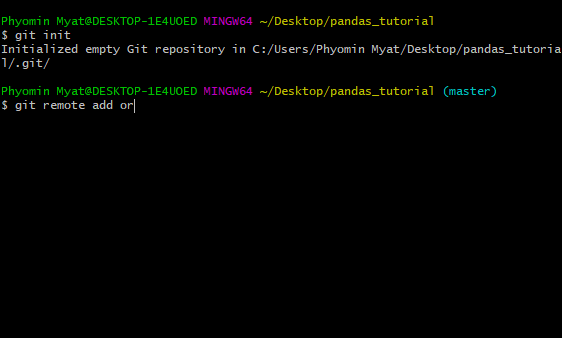 Phyomin Myat@DESKTOP-1E4UOED MINGW64 ~/Desktop/pandas_tutorial
$ git init
Initialized empty Git repository in C:/Users/Phyomin Myat/Desktop/pandas_tutoria
l/.git/
Phyomin Myat@DESKTOP-1E4UOED MINGW64 ~/Desktop/pandas_tutorial (master)
$ git remote add or